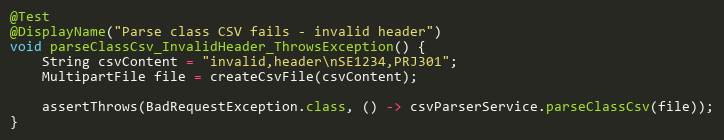 @Test
@DisplayName("Parse class CSV fails - invalid header")
void parseClassCsv_InvalidHeader_ThrowsException() {
    String csvContent = "invalid,header\nSE1234,PRJ301";
    MultipartFile file = createCsvFile(csvContent);

    assertThrows(BadRequestException.class, () -> csvParserService.parseClassCsv(file));
}